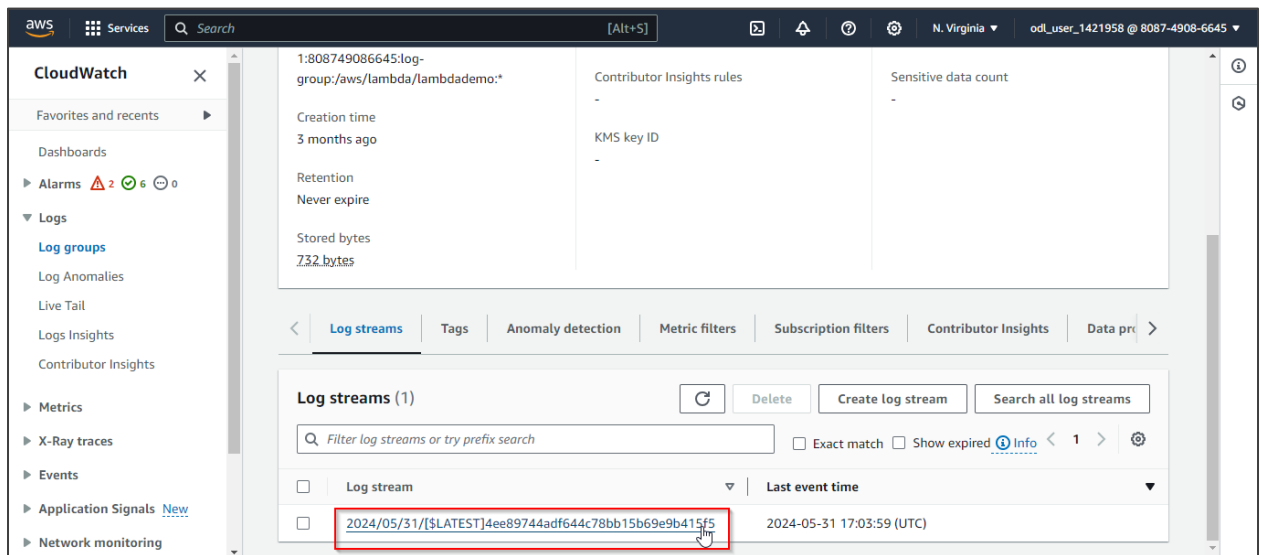 aws Services Search [Alt+S] N. Virginia ▼ odl_user_1421958 @ 8087-4908-6645 ▼
CloudWatch
Favorites and recents
Dashboards
Alarms 2 6 0
Logs
Log groups
Log Anomalies
Live Tail
Logs Insights
Contributor Insights
Metrics
X-Ray traces
Events
Application Signals New
Network monitoring
1:808749086645:log-
group:/aws/lambda/lambdademo:*
Creation time
3 months ago
Retention
Never expire
Stored bytes
732 bytes
Contributor Insights rules
-
KMS key ID
-
Sensitive data count
-
Log streams Tags Anomaly detection Metric filters Subscription filters Contributor Insights Data pro
Log streams (1) Delete Create log stream Search all log streams
Filter log streams or try prefix search Exact match Show expired Info 1
Log stream Last event time
2024/05/31/[$LATEST]4ee89744adf644c78bb15b69e9b415f5 2024-05-31 17:03:59 (UTC)